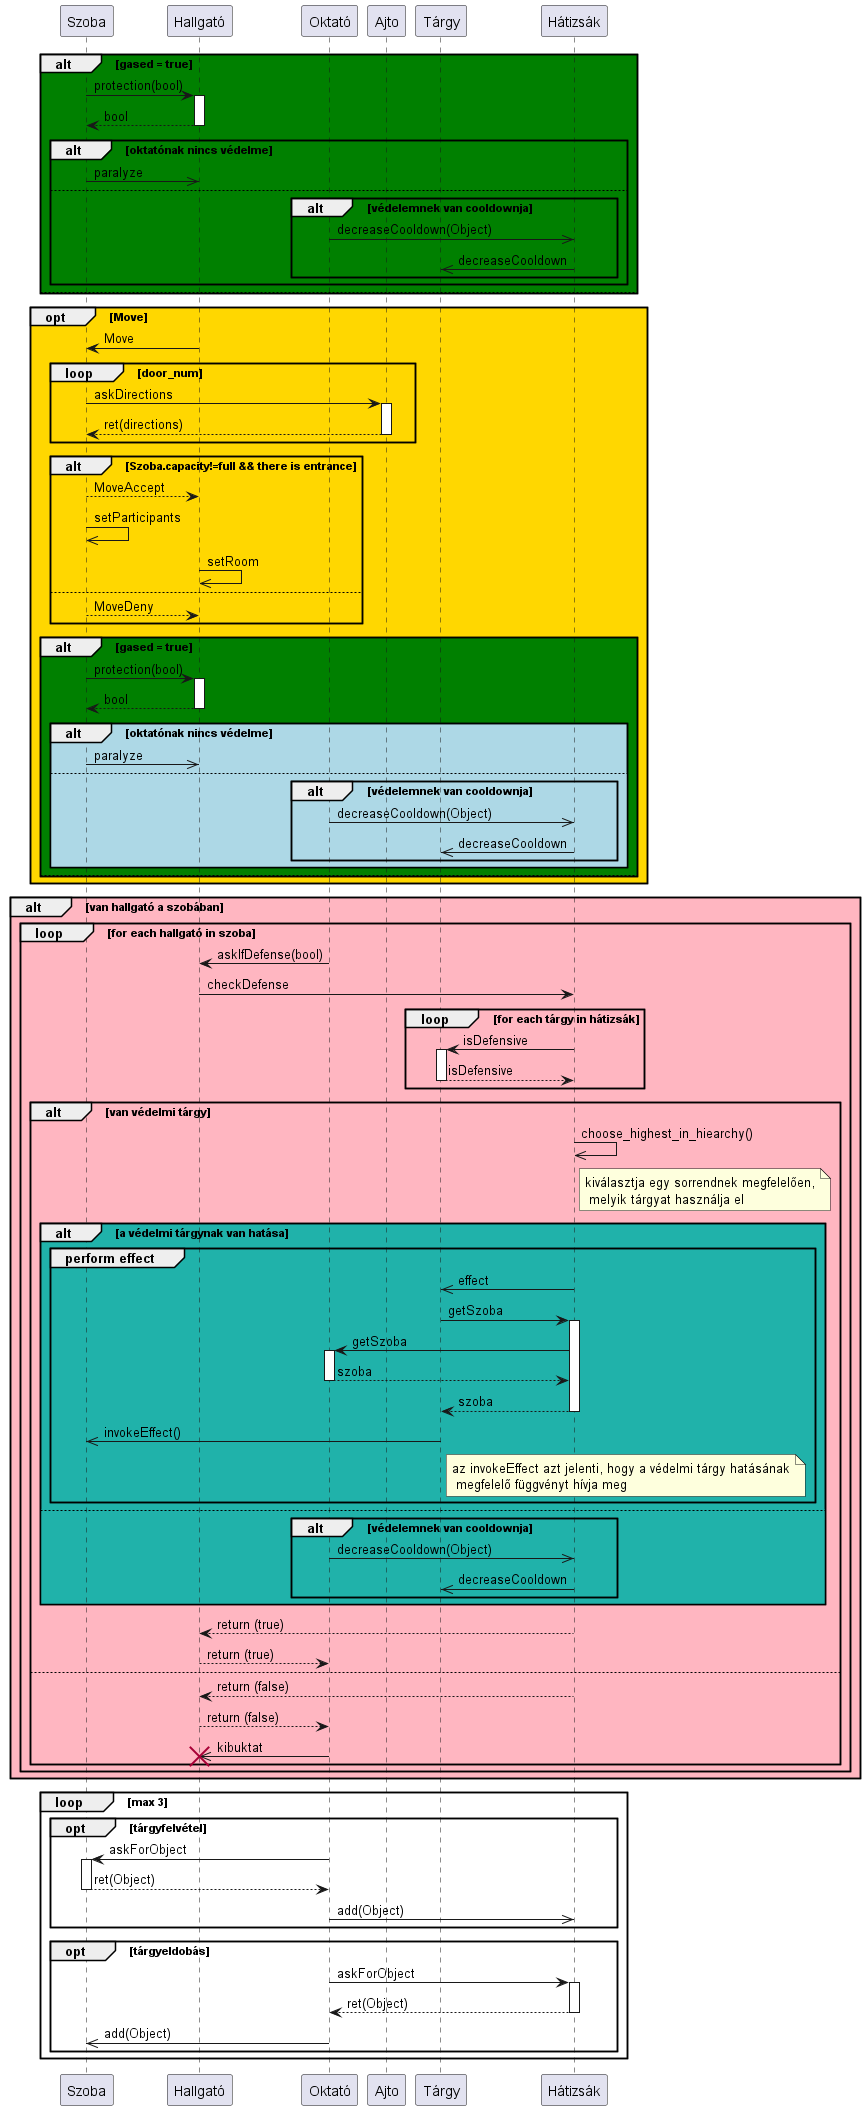 Szoba Hallgató Oktató Ajto Tárgy Hátizsák
alt [gased = true]
protection(bool)
bool
alt [oktatónak nincs védelme]
paralyze
alt [védelemnek van cooldownja]
decreaseCooldown(Object)
decreaseCooldown
opt [Move]
Move
loop [door_num]
askDirections
ret(directions)
alt [Szoba.capacity!=full && there is entrance]
MoveAccept
setParticipants
setRoom
MoveDeny
alt [gased = true]
protection(bool)
bool
alt [oktatónak nincs védelme]
paralyze
alt [védelemnek van cooldownja]
decreaseCooldown(Object)
decreaseCooldown
alt [van hallgató a szobában]
loop [for each hallgató in szoba]
askIfDefense(bool)
checkDefense
loop [for each tárgy in hátizsák]
isDefensive
isDefensive
alt [van védelmi tárgy]
choose_highest_in_hiearchy()
kiválasztja egy sorrendnek megfelelően,
melyik tárgyat használja el
alt [a védelmi tárgynak van hatása]
perform effect
effect
getSzoba
getSzoba
szoba
szoba
invokeEffect()
az invokeEffect azt jelenti, hogy a védelmi tárgy hatásának
megfelelő függvényt hívja meg
alt [védelemnek van cooldownja]
decreaseCooldown(Object)
decreaseCooldown
return (true)
return (true)
return (false)
return (false)
kibuktat
loop [max 3]
opt [tárgyfelvétel]
askForObject
ret(Object)
add(Object)
opt [tárgyeldobás]
askForObject
ret(Object)
add(Object)
Szoba Hallgató Oktató Ajto Tárgy Hátizsák